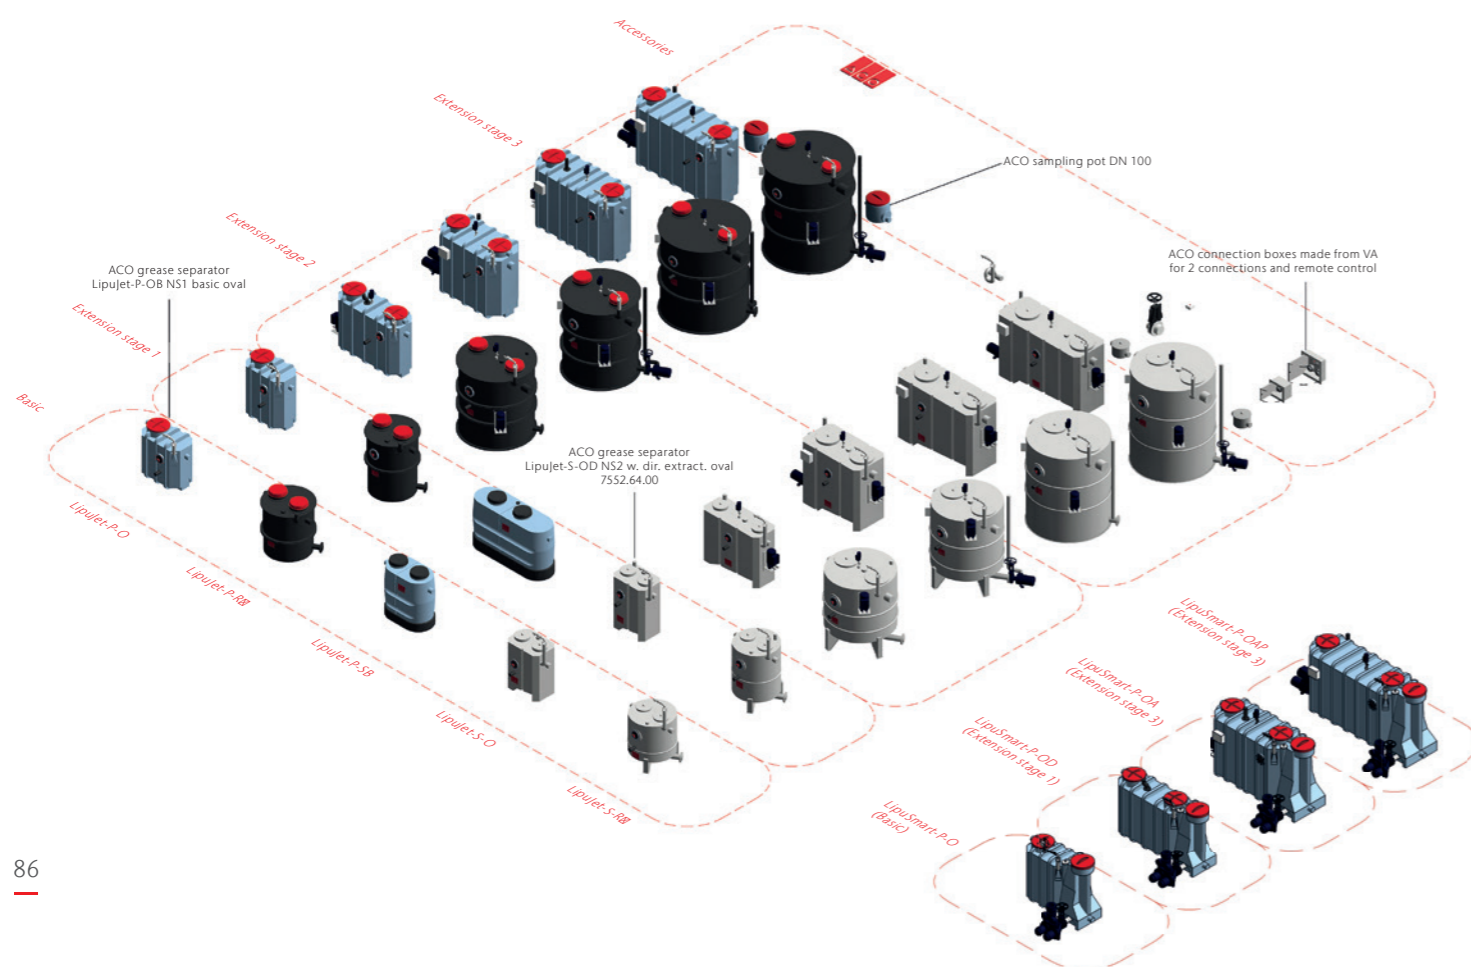 Accessories
ACO
Extension stage 3
ACO sampling pot DN 100
Extension stage 2
ACO connection boxes made from VA
for 2 connections and remote control
ACO grease separator
LipuJet-P-OB NS1 basic oval
Extension stage 1
Basic
ACO grease separator
LipuJet-S-OD NS2 w. dir. extract. oval
7552.64.00
LipuJet-P-O
LipuJet-P-R
LipuJet-P-SB
LipuJet-S-O
LipuJet-S-R
LipuSmart-P-OAP
(Extension stage 3)
LipuSmart-P-OA
(Extension stage 3)
LipuSmart-P-OD
(Extension stage 1)
LipuSmart-P-O
(Basic)
86